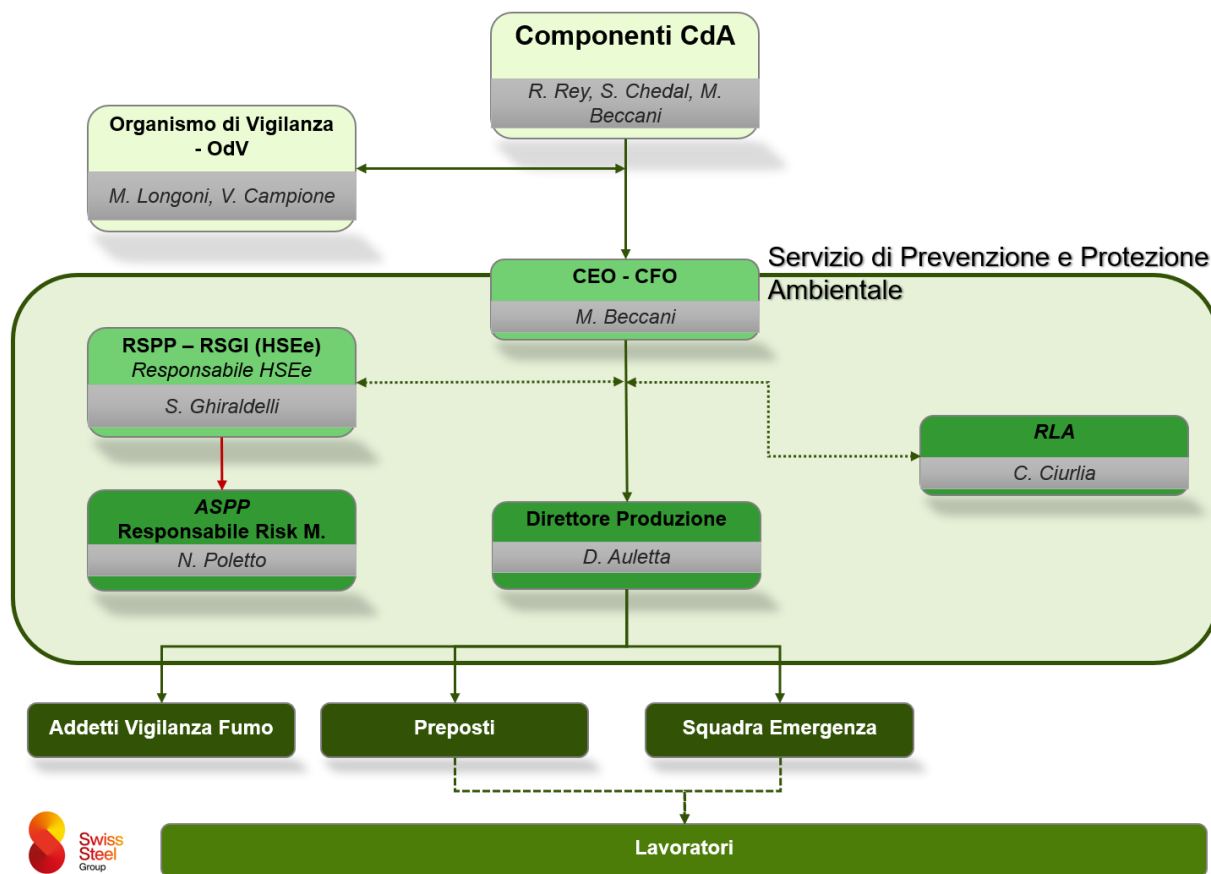 Componenti CdA
R. Rey, S. Chedal, M.
Beccani
Organismo di Vigilanza
- OdV
M. Longoni, V. Campione
Servizio di Prevenzione e Protezione
Ambientale
CEO - CFO
M. Beccani
RSPP – RSGI (HSEe)
Responsabile HSEe
S. Ghiraldelli
RLA
C. Ciurlia
ASPP
Responsabile Risk M.
N. Poletto
Direttore Produzione
D. Auletta
Addetti Vigilanza Fumo
Preposti
Squadra Emergenza
Swiss
Steel
Group
Lavoratori